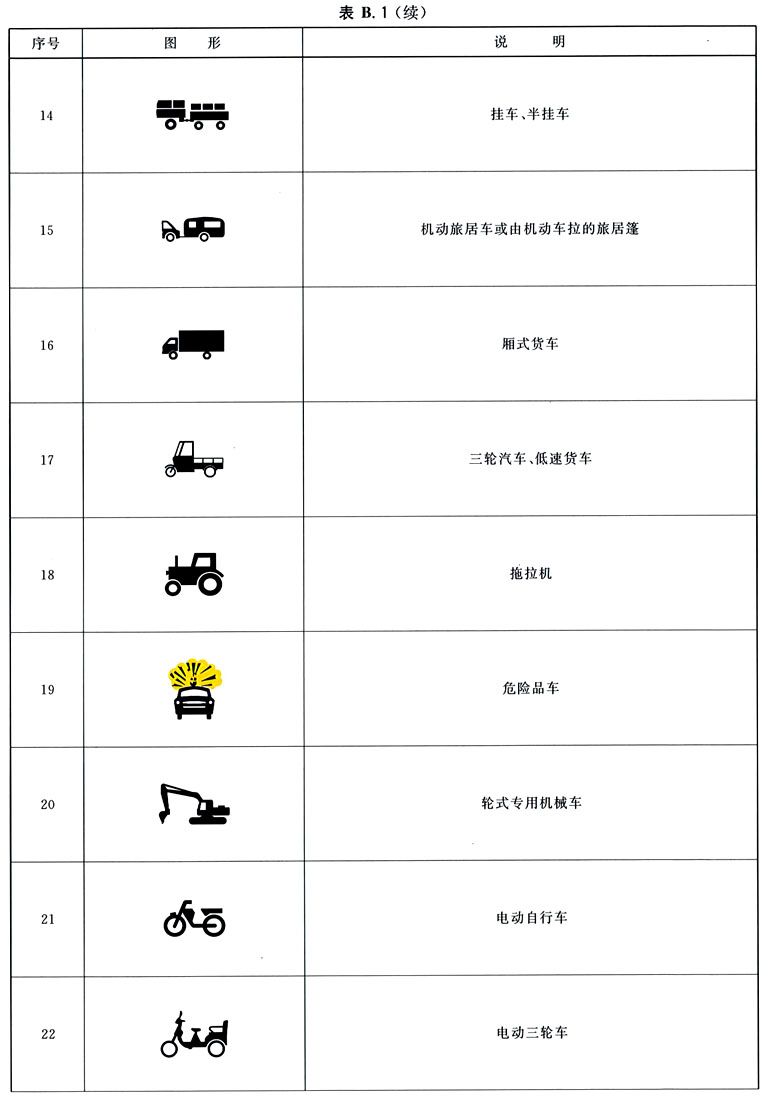 表 B.1(续)
序号 图 形 说 明
14 挂车、半挂车
15 机动旅居车或由机动车拉的旅居篷
16 厢式货车
17 三轮汽车、低速货车
18 拖拉机
19 危险品车
20 轮式专用机械车
21 电动自行车
22 电动三轮车